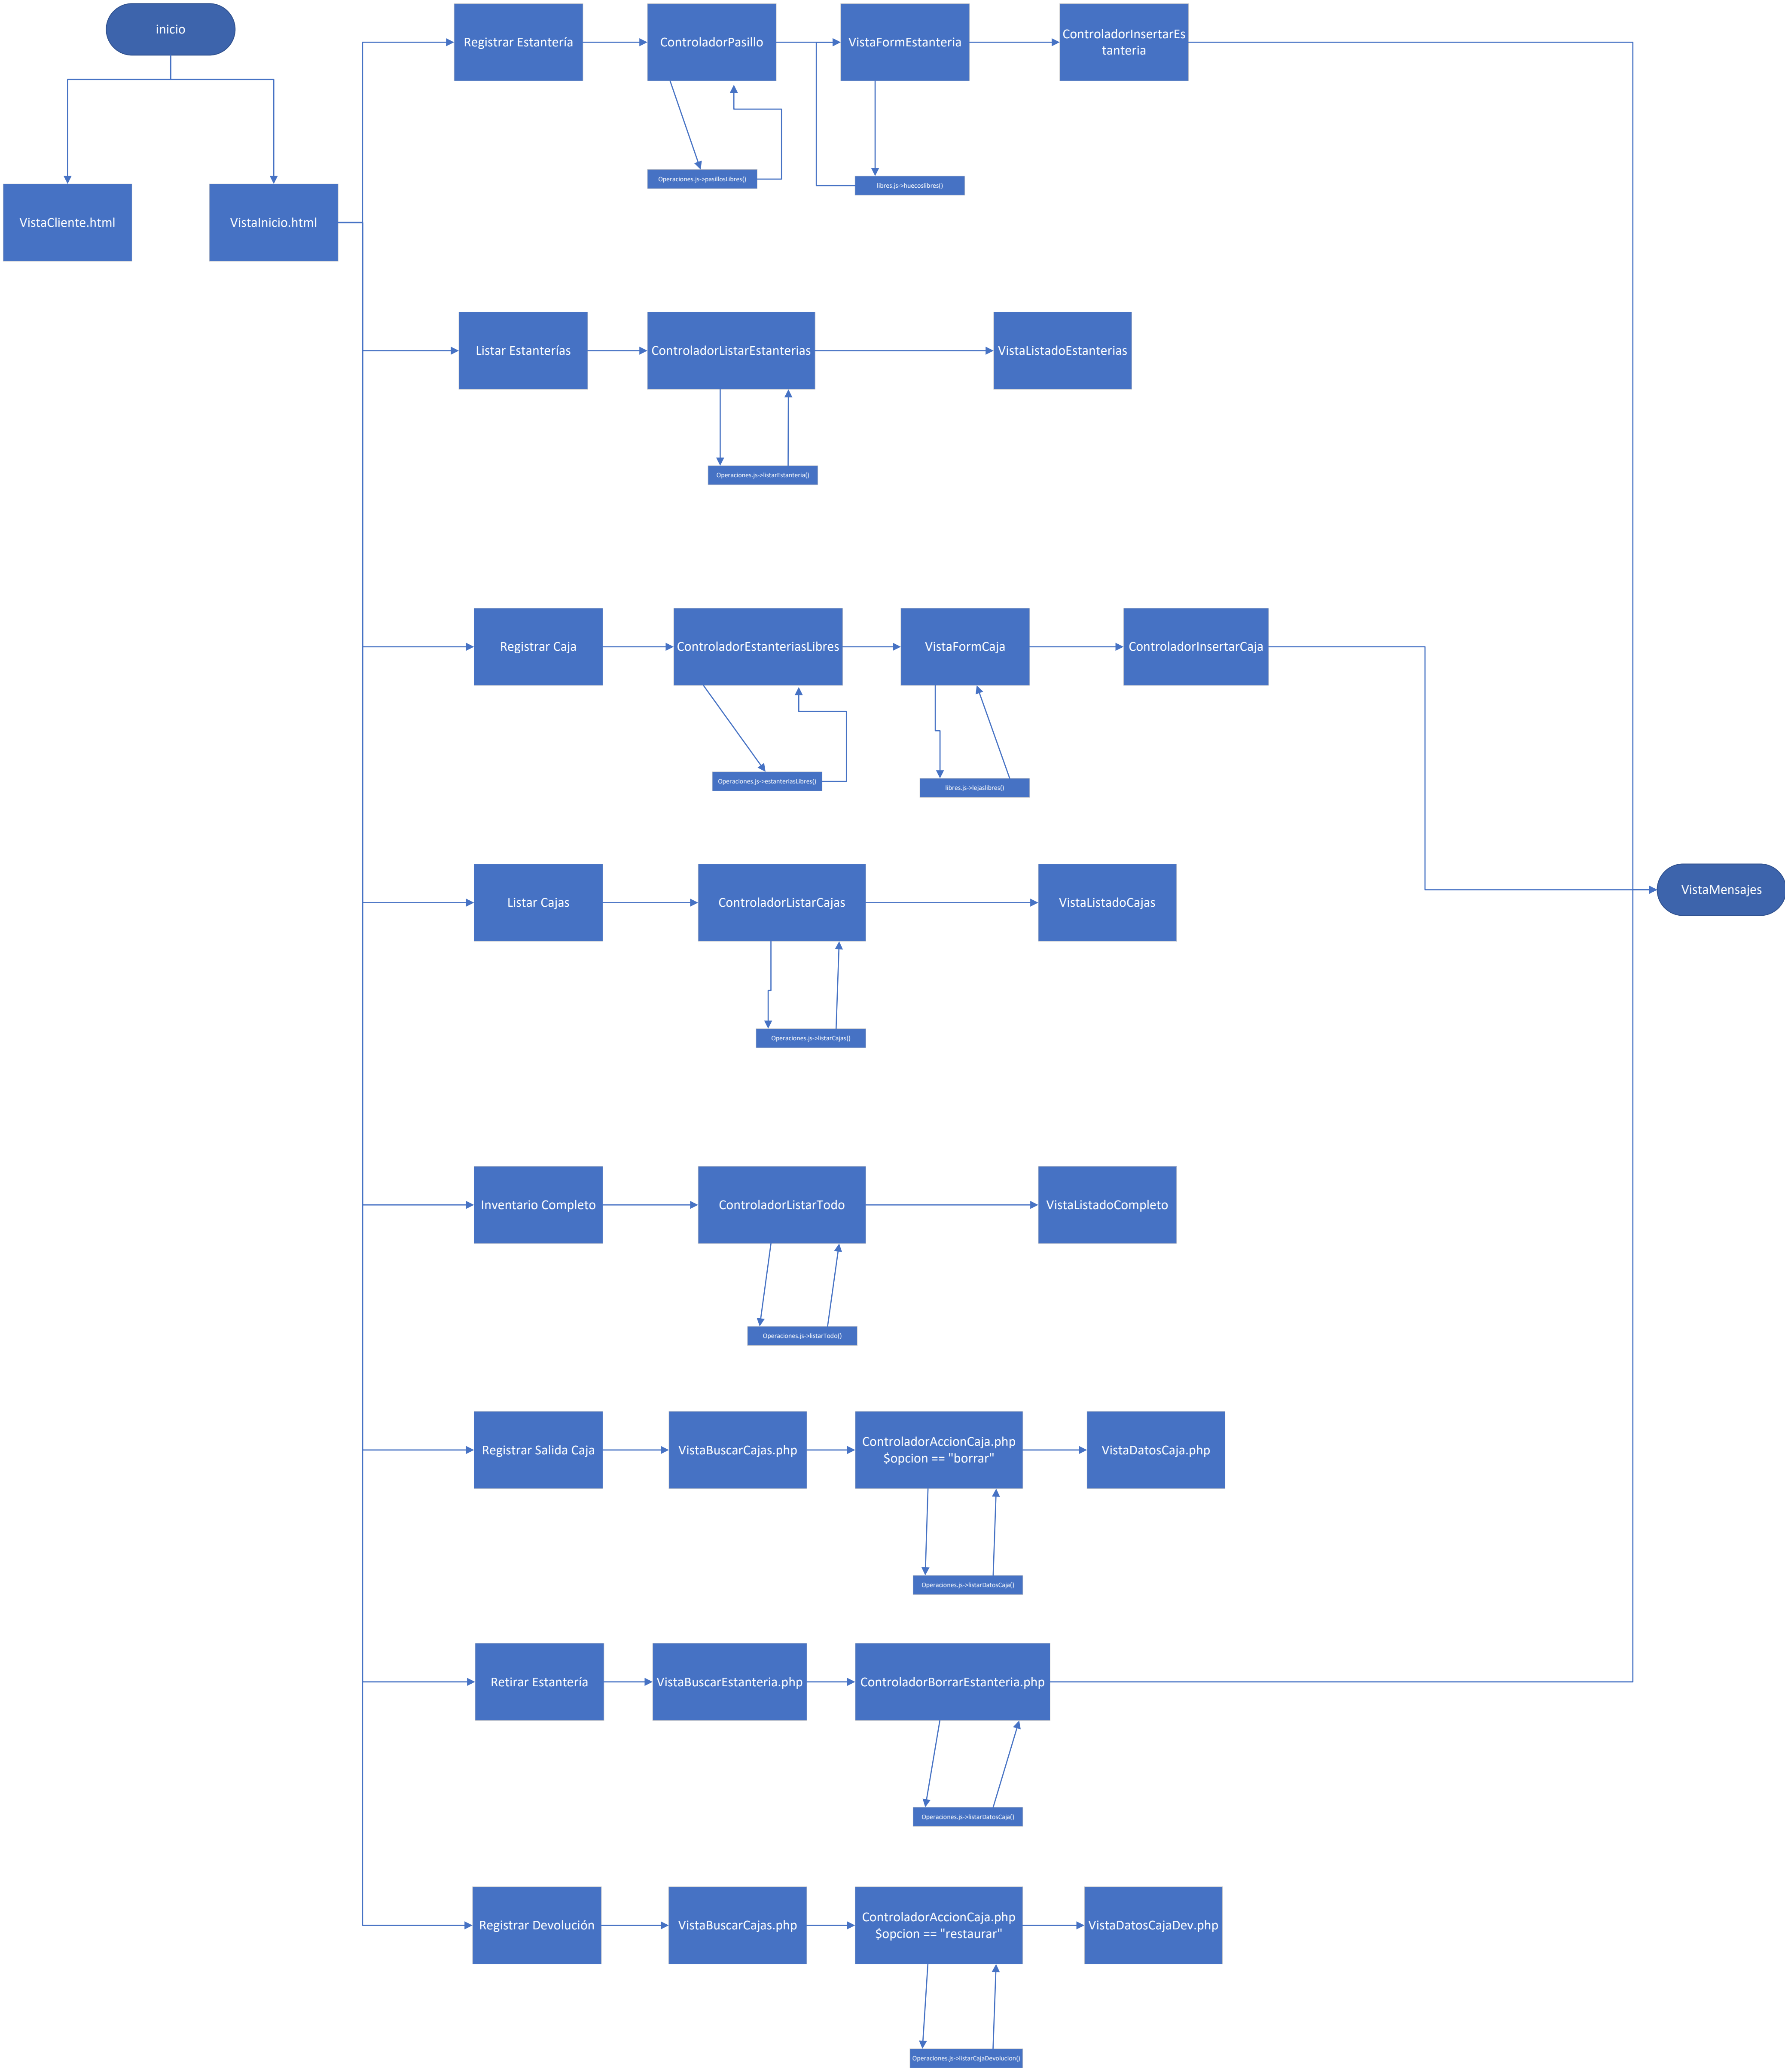 inicio
VistaCliente.html
VistaInicio.html
Registrar Estantería
ControladorPasillo
VistaFormEstanteria
ControladorInsertarEs
tanteria
Operaciones.js->pasillosLibres()
libres.js->huecoslibres()
Listar Estanterías
ControladorListarEstanterias
VistaListadoEstanterias
Operaciones.js->listarEstanteria()
Registrar Caja
ControladorEstanteriasLibres
VistaFormCaja
ControladorInsertarCaja
Operaciones.js->estanteriasLibres()
libres.js->lejaslibres()
Listar Cajas
ControladorListarCajas
VistaListadoCajas
VistaMensajes
Operaciones.js->listarCajas()
Inventario Completo
ControladorListarTodo
VistaListadoCompleto
Operaciones.js->listarTodo()
Registrar Salida Caja
VistaBuscarCajas.php
ControladorAccionCaja.php
$opcion == "borrar"
VistaDatosCaja.php
Operaciones.js->listarDatosCaja()
Retirar Estantería
VistaBuscarEstanteria.php
ControladorBorrarEstanteria.php
Operaciones.js->listarDatosCaja()
Registrar Devolución
VistaBuscarCajas.php
ControladorAccionCaja.php
$opcion == "restaurar"
VistaDatosCajaDev.php
Operaciones.js->listarCajaDevolucion()